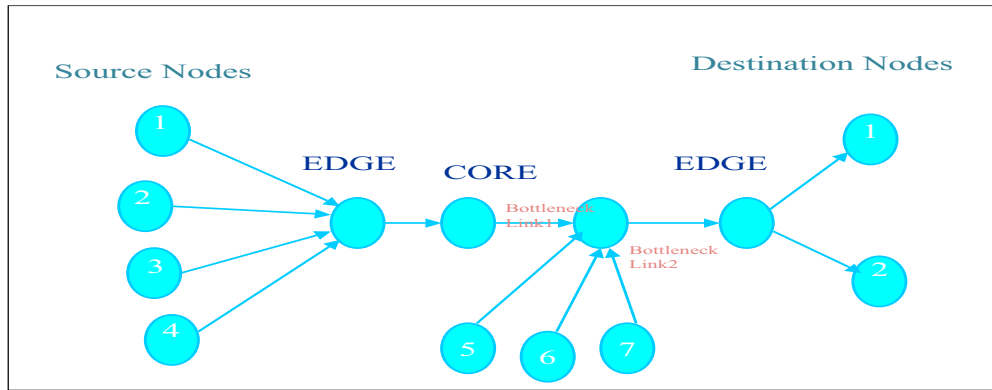 Source Nodes
Destination Nodes
1
1
EDGE
CORE
EDGE
2
Bottleneck
Link1
Bottleneck
Link2
3
2
4
5
6
7